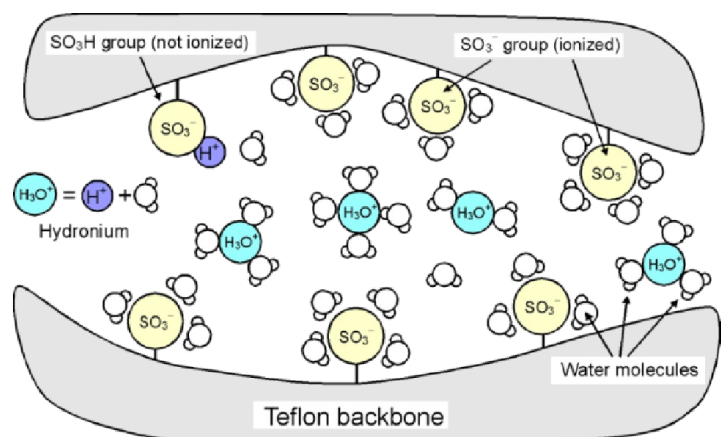 SO₃H group (not ionized)
SO₃⁻ group (ionized)
SO₃⁻
SO₃⁻
SO₃⁻
H⁺
SO₃⁻
H₃O⁺ = H⁺ +
Hydronium
H₃O⁺
H₃O⁺
H₃O⁺
H₃O⁺
SO₃⁻
SO₃⁻
SO₃⁻
Water molecules
Teflon backbone